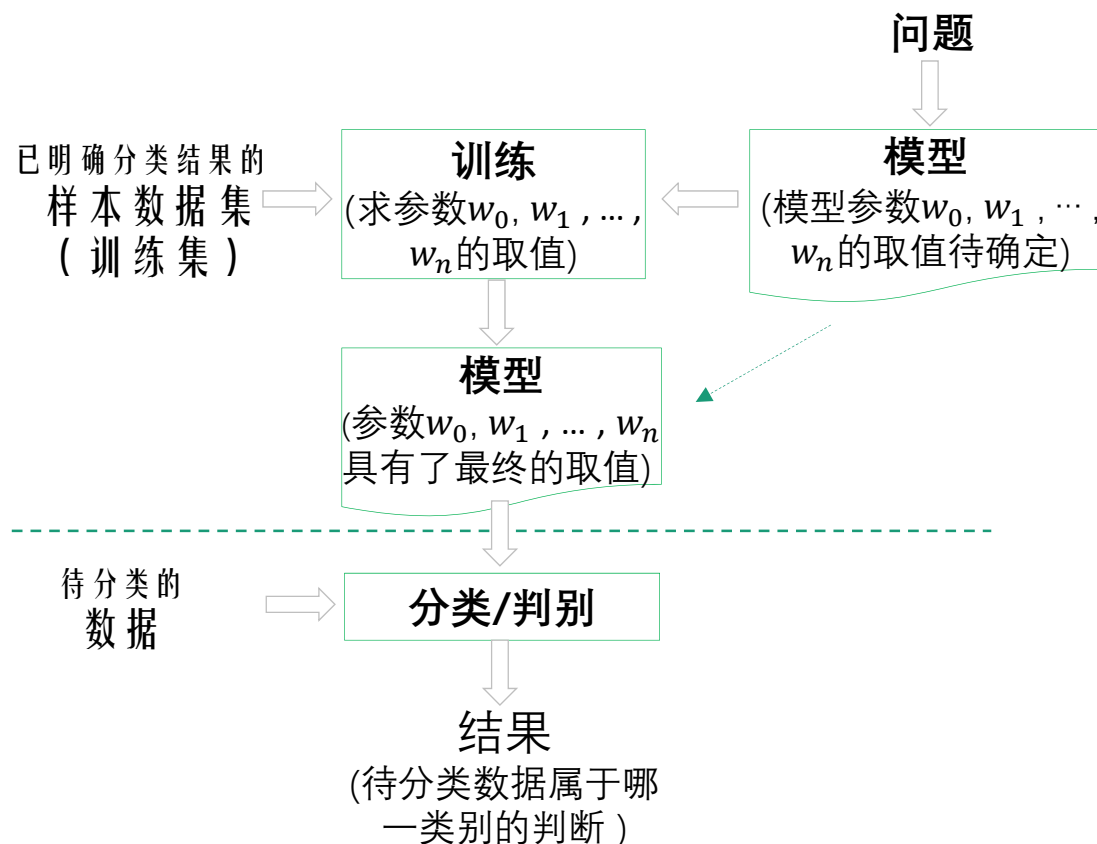 问题
已明确分类结果的
样本数据集
(训练集)
训练
(求参数w₀, w₁ , … ,
wₙ的取值)
模型
(模型参数w₀, w₁ , ⋯ ,
wₙ的取值待确定)
模型
(参数w₀, w₁ , … , wₙ
具有了最终的取值)
待分类的
数据
分类/判别
结果
(待分类数据属于哪
一类别的判断 )